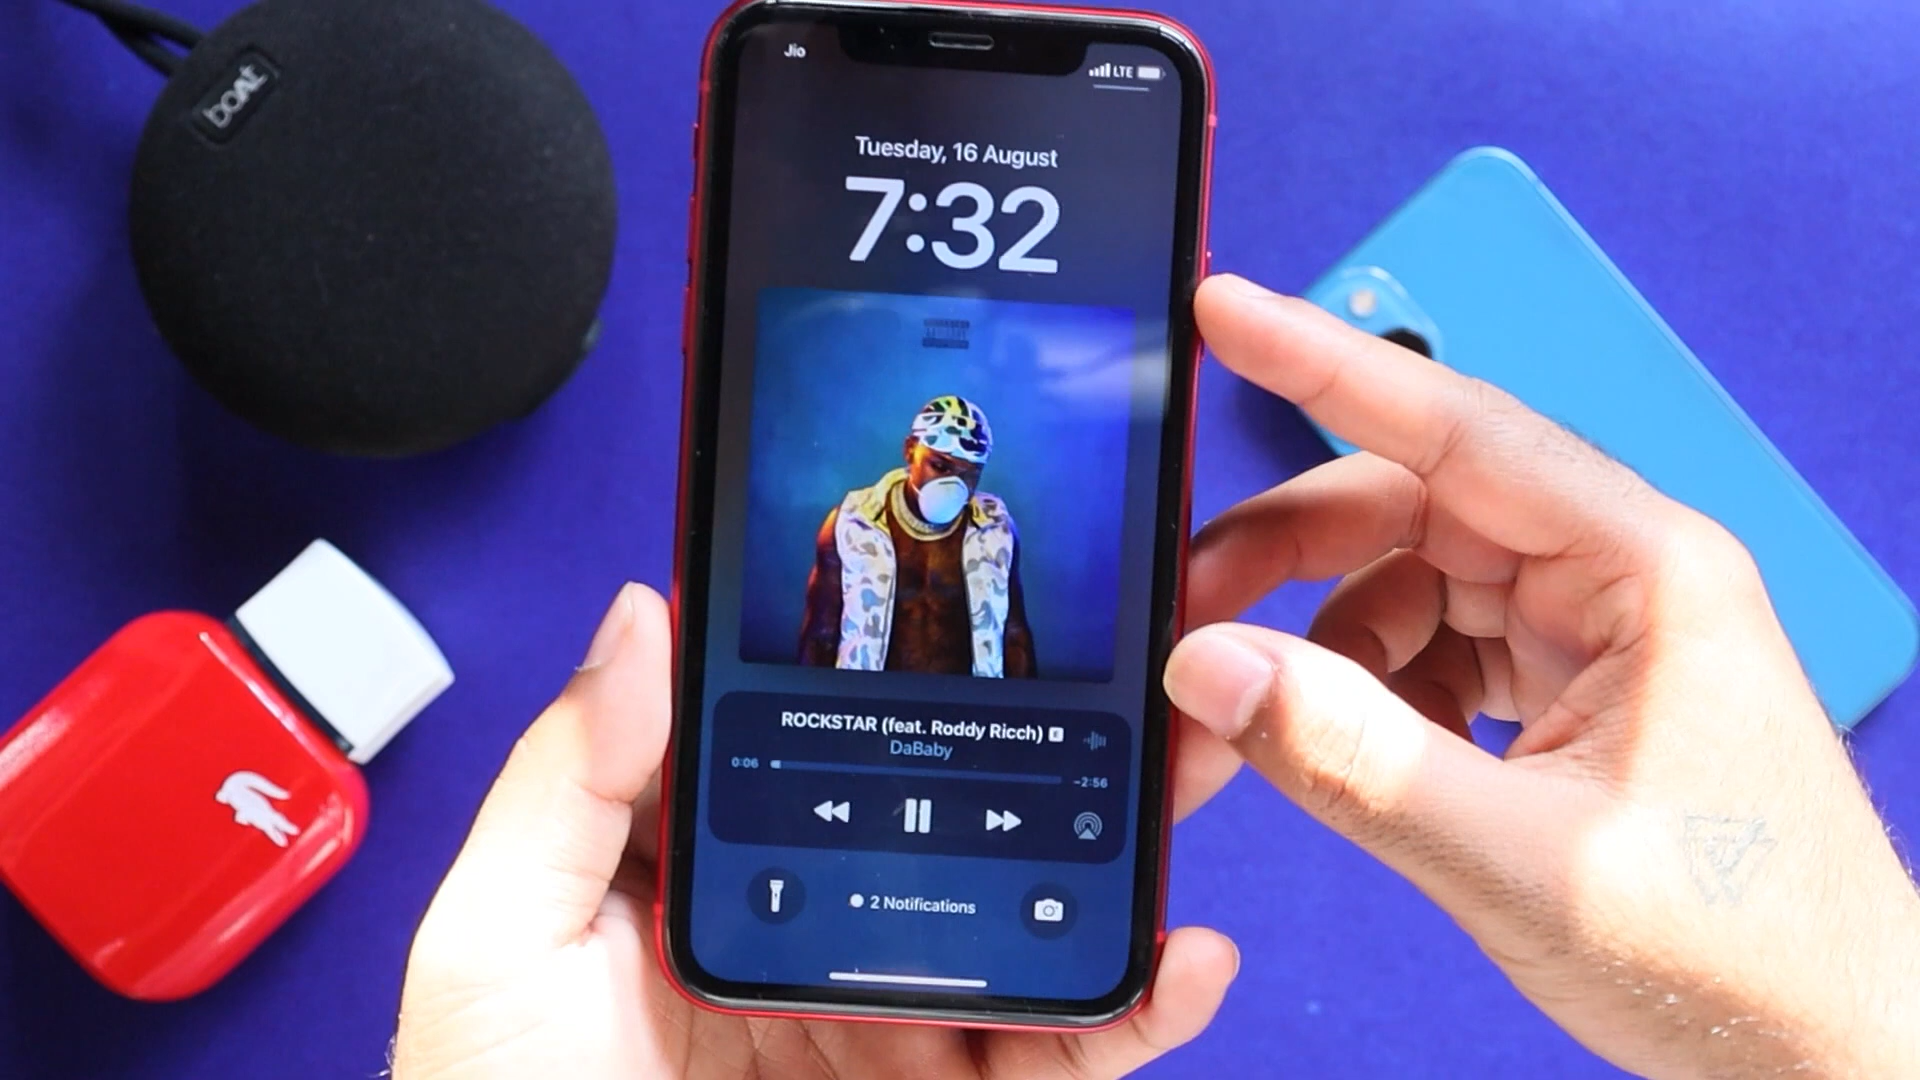 boAt
Jio
LTE
Tuesday, 16 August
7:32
ROCKSTAR (feat. Roddy Ricch) E
DaBaby
0:06
-2:56
2 Notifications